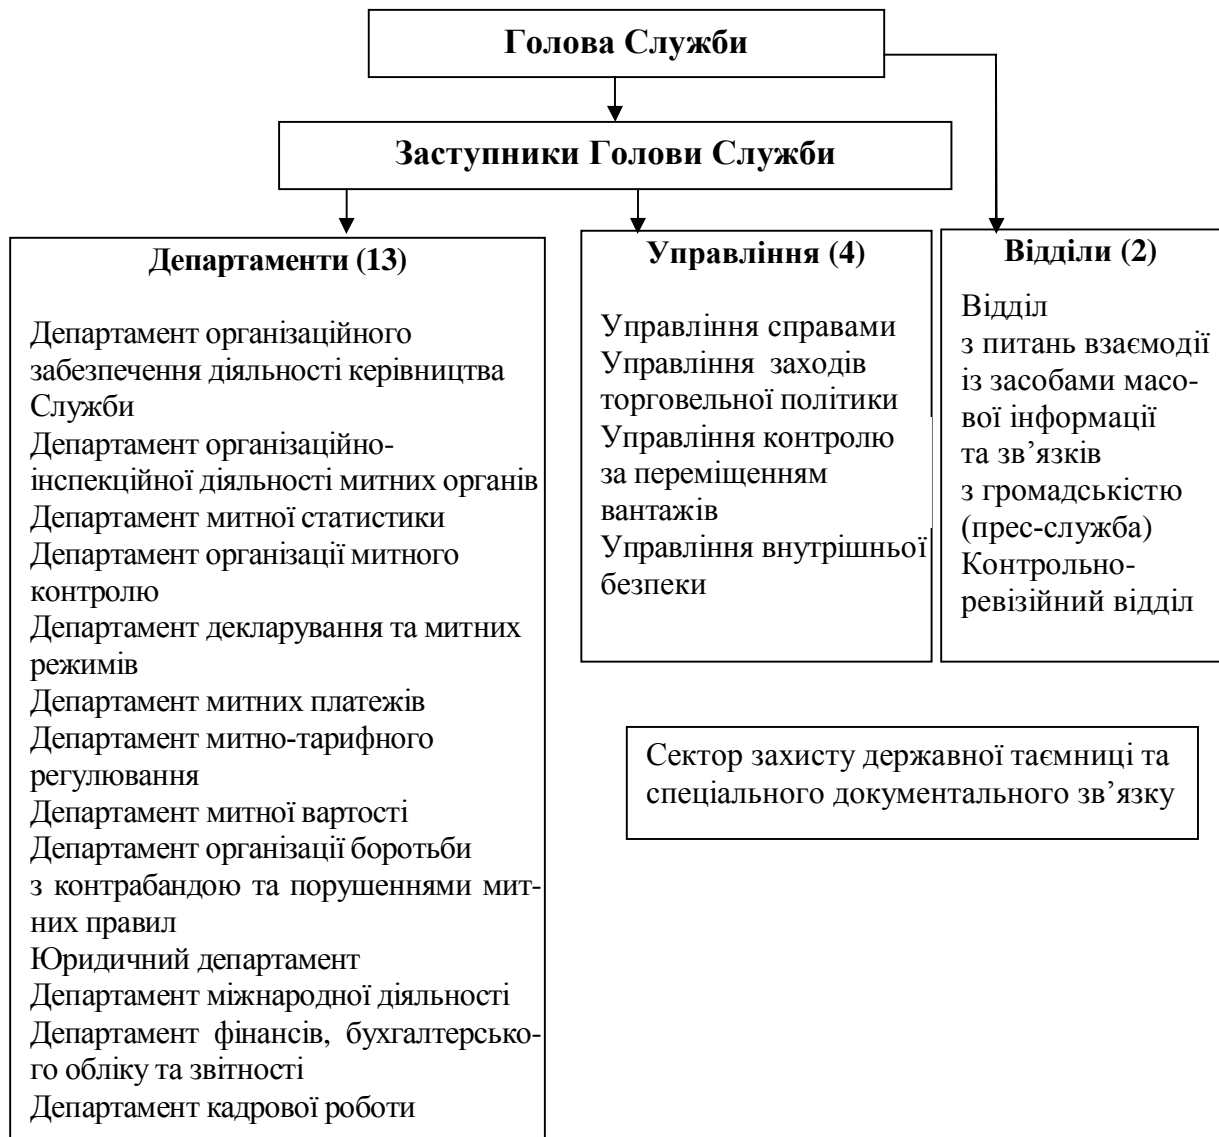 Голова Служби
Заступники Голови Служби
Департаменти (13)
Департамент організаційного
забезпечення діяльності керівництва
Служби
Департамент організаційно-
інспекційної діяльності митних органів
Департамент митної статистики
Департамент організації митного
контролю
Департамент декларування та митних
режимів
Департамент митних платежів
Департамент митно-тарифного
регулювання
Департамент митної вартості
Департамент організації боротьби
з контрабандою та порушеннями мит-
них правил
Юридичний департамент
Департамент міжнародної діяльності
Департамент фінансів, бухгалтерсько-
го обліку та звітності
Департамент кадрової роботи
Управління (4)
Управління справами
Управління заходів
торговельної політики
Управління контролю
за переміщенням
вантажів
Управління внутрішньої
безпеки
Відділи (2)
Відділ
з питань взаємодії
із засобами масо-
вої інформації
та зв’язків
з громадськістю
(прес-служба)
Контрольно-
ревізійний відділ
Сектор захисту державної таємниці та
спеціального документального зв’язку